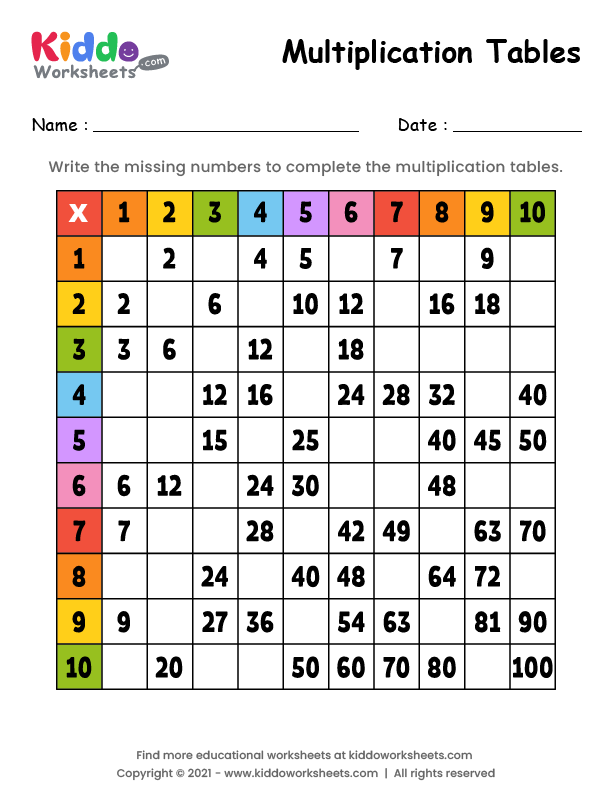 Kiddo
Worksheets.com
Multiplication Tables
Name : Date :
Write the missing numbers to complete the multiplication tables.
X 1 2 3 4 5 6 7 8 9 10
1 2 4 5 7 9
2 2 6 10 12 16 18
3 3 6 12 18
4 12 16 24 28 32 40
5 15 25 40 45 50
6 6 12 24 30 48
7 7 28 42 49 63 70
8 24 40 48 64 72
9 9 27 36 54 63 81 90
10 20 50 60 70 80 100
Find more educational worksheets at kiddoworksheets.com
Copyright © 2021 - www.kiddoworksheets.com | All rights reserved